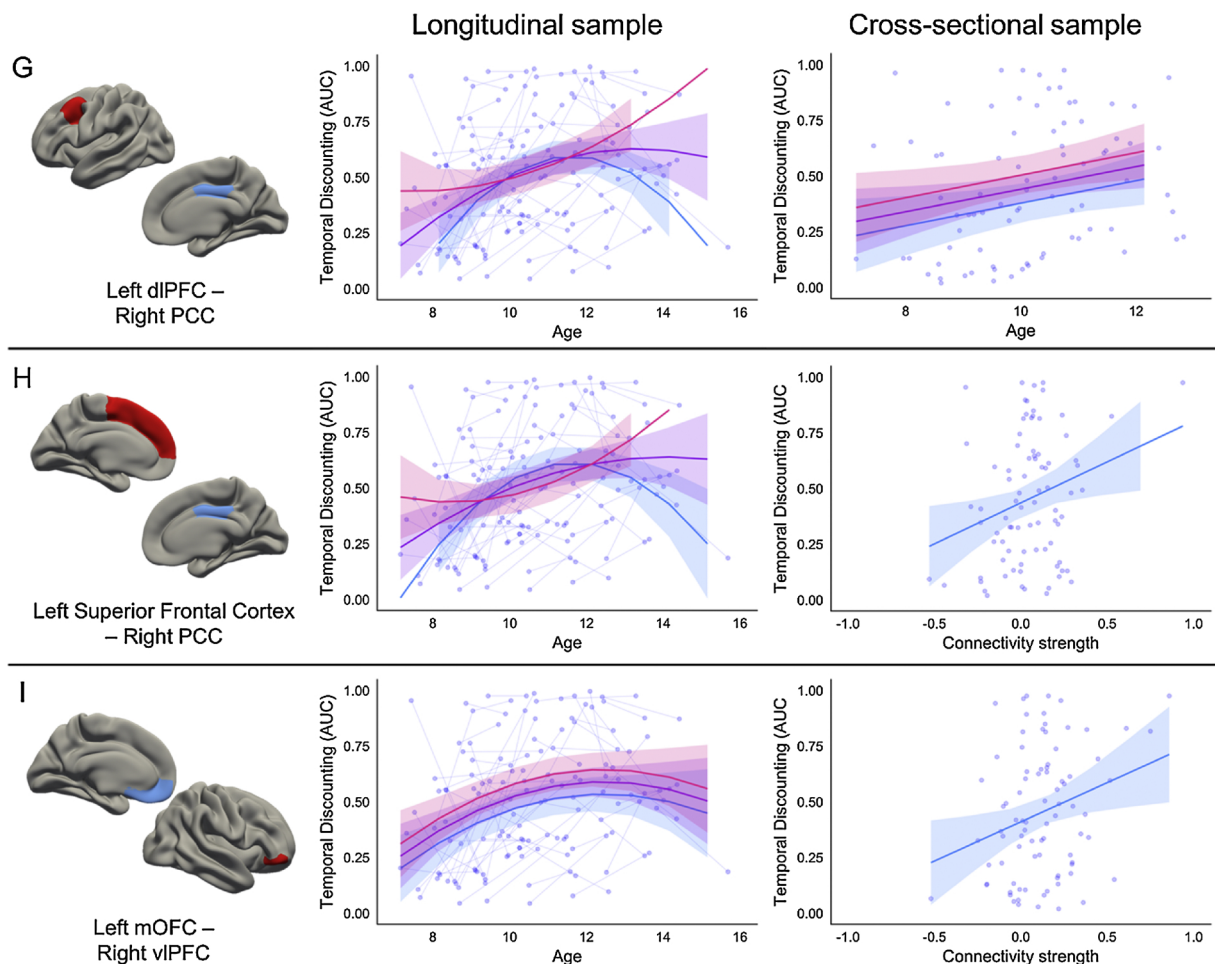 Longitudinal sample
Cross-sectional sample
G
Left dlPFC –
Right PCC
Temporal Discounting (AUC)
1.00
0.75
0.50
0.25
0.00
8 10 12 14 16
Age
Temporal Discounting (AUC)
1.00
0.75
0.50
0.25
0.00
8 10 12
Age
H
Left Superior Frontal Cortex
– Right PCC
Temporal Discounting (AUC
1.00
0.75
0.50
0.25
0.00
8 10 12 14 16
Age
Temporal Discounting (AUC
1.00
0.75
0.50
0.25
0.00
-1.0 -0.5 0.0 0.5 1.0
Connectivity strength
I
Left mOFC –
Right vlPFC
Temporal Discounting (AUC)
1.00
0.75
0.50
0.25
0.00
8 10 12 14 16
Age
Temporal Discounting (AUC
1.00
0.75
0.50
0.25
0.00
-1.0 -0.5 0.0 0.5 1.0
Connectivity strength